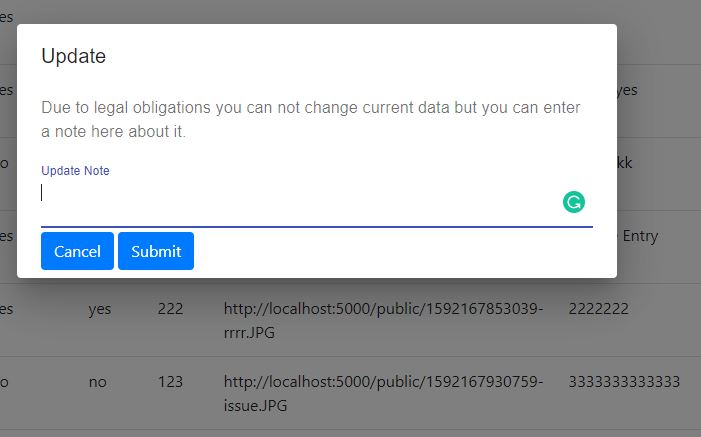 es
Update
Due to legal obligations you can not change current data but you can enter
a note here about it.
es
yes
Update Note
o
kk
es
Entry
Cancel Submit
es yes 222 http://localhost:5000/public/1592167853039- 2222222
rrrr.JPG
o no 123 http://localhost:5000/public/1592167930759- 3333333333333
issue.JPG